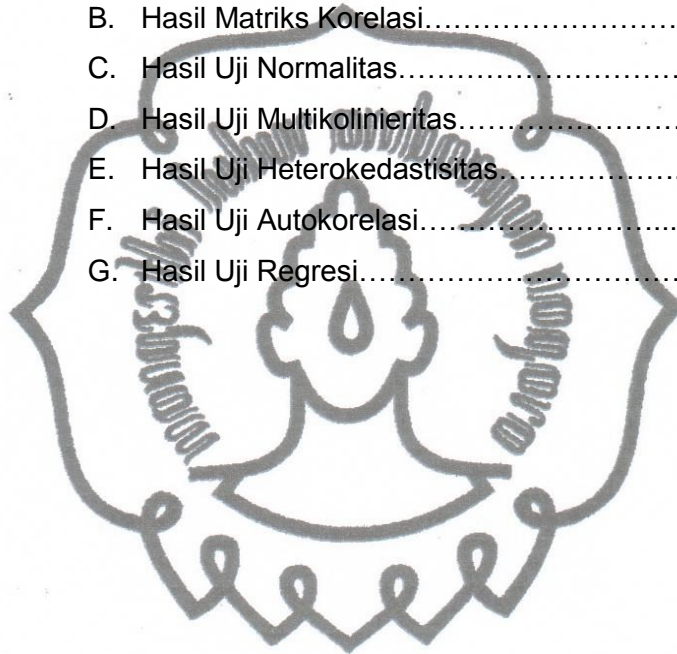 B. Hasil Matriks Korelasi……………………………
C. Hasil Uji Normalitas………………………………
D. Hasil Uji Multikolinieritas…………………………
E. Hasil Uji Heterokedastisitas……………………
F. Hasil Uji Autokorelasi…………………………...
G. Hasil Uji Regresi…………………………………